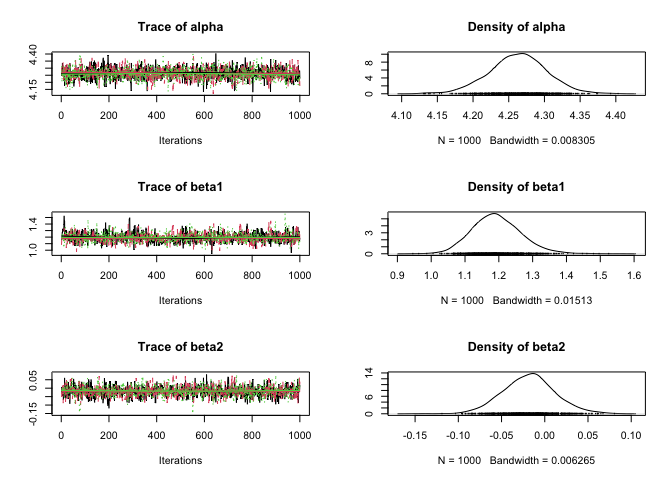 Trace of alpha
4.15 4.40
0 200 400 600 800 1000
Iterations
Density of alpha
0 4 8
4.10 4.15 4.20 4.25 4.30 4.35 4.40
N = 1000 Bandwidth = 0.008305
Trace of beta1
1.0 1.4
0 200 400 600 800 1000
Iterations
Density of beta1
0 3
0.9 1.0 1.1 1.2 1.3 1.4 1.5 1.6
N = 1000 Bandwidth = 0.01513
Trace of beta2
-0.15 0.05
0 200 400 600 800 1000
Iterations
Density of beta2
0 4 8 14
-0.15 -0.10 -0.05 0.00 0.05 0.10
N = 1000 Bandwidth = 0.006265